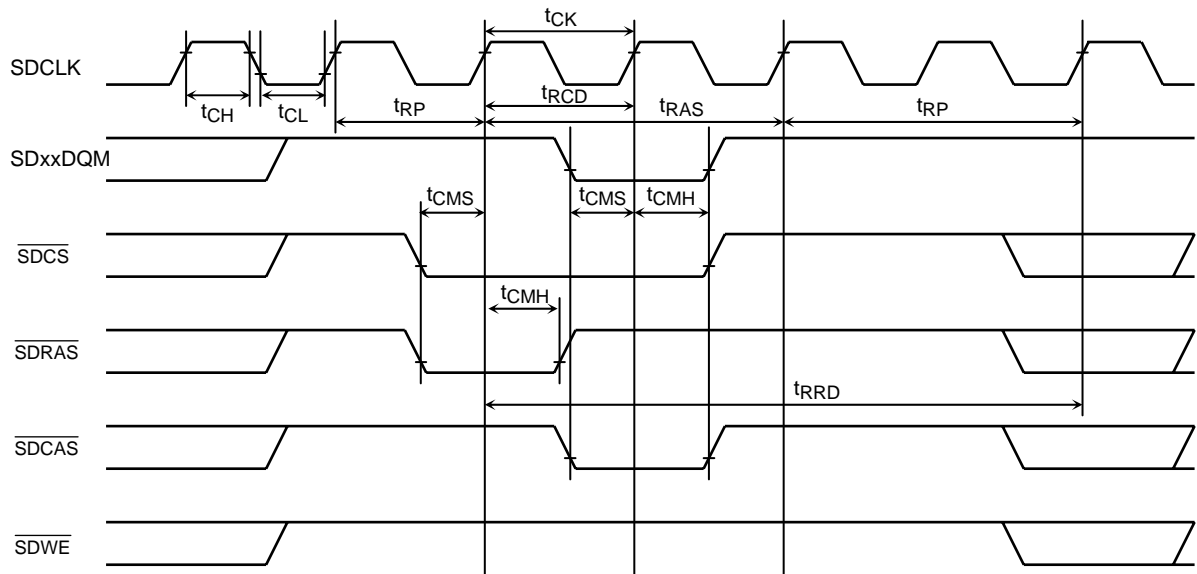 tCK
SDCLK
tCH tCL tRP tRCD tRAS tRP
SDxxDQM
tCMS tCMS tCMH
SDCS
tCMH
SDRAS
tRRD
SDCAS
SDWE